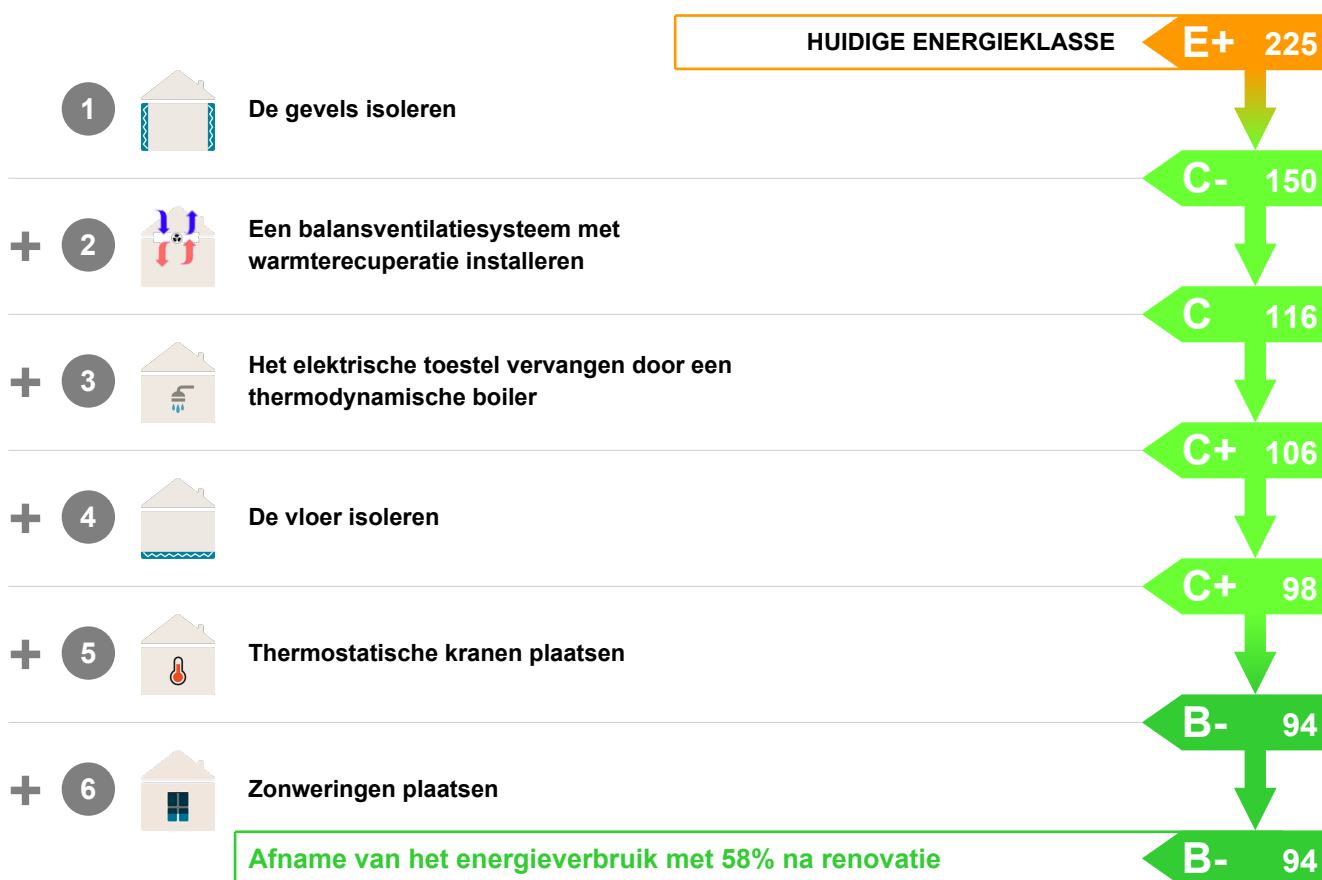 HUIDIGE ENERGIEKLASSE E+ 225
1 De gevels isoleren
C- 150
+ 2 Een balansventilatiesysteem met
warmterecuperatie installeren
C 116
+ 3 Het elektrische toestel vervangen door een
thermodynamische boiler
C+ 106
+ 4 De vloer isoleren
C+ 98
+ 5 Thermostatische kranen plaatsen
B- 94
+ 6 Zonweringen plaatsen
Afname van het energieverbruik met 58% na renovatie B- 94